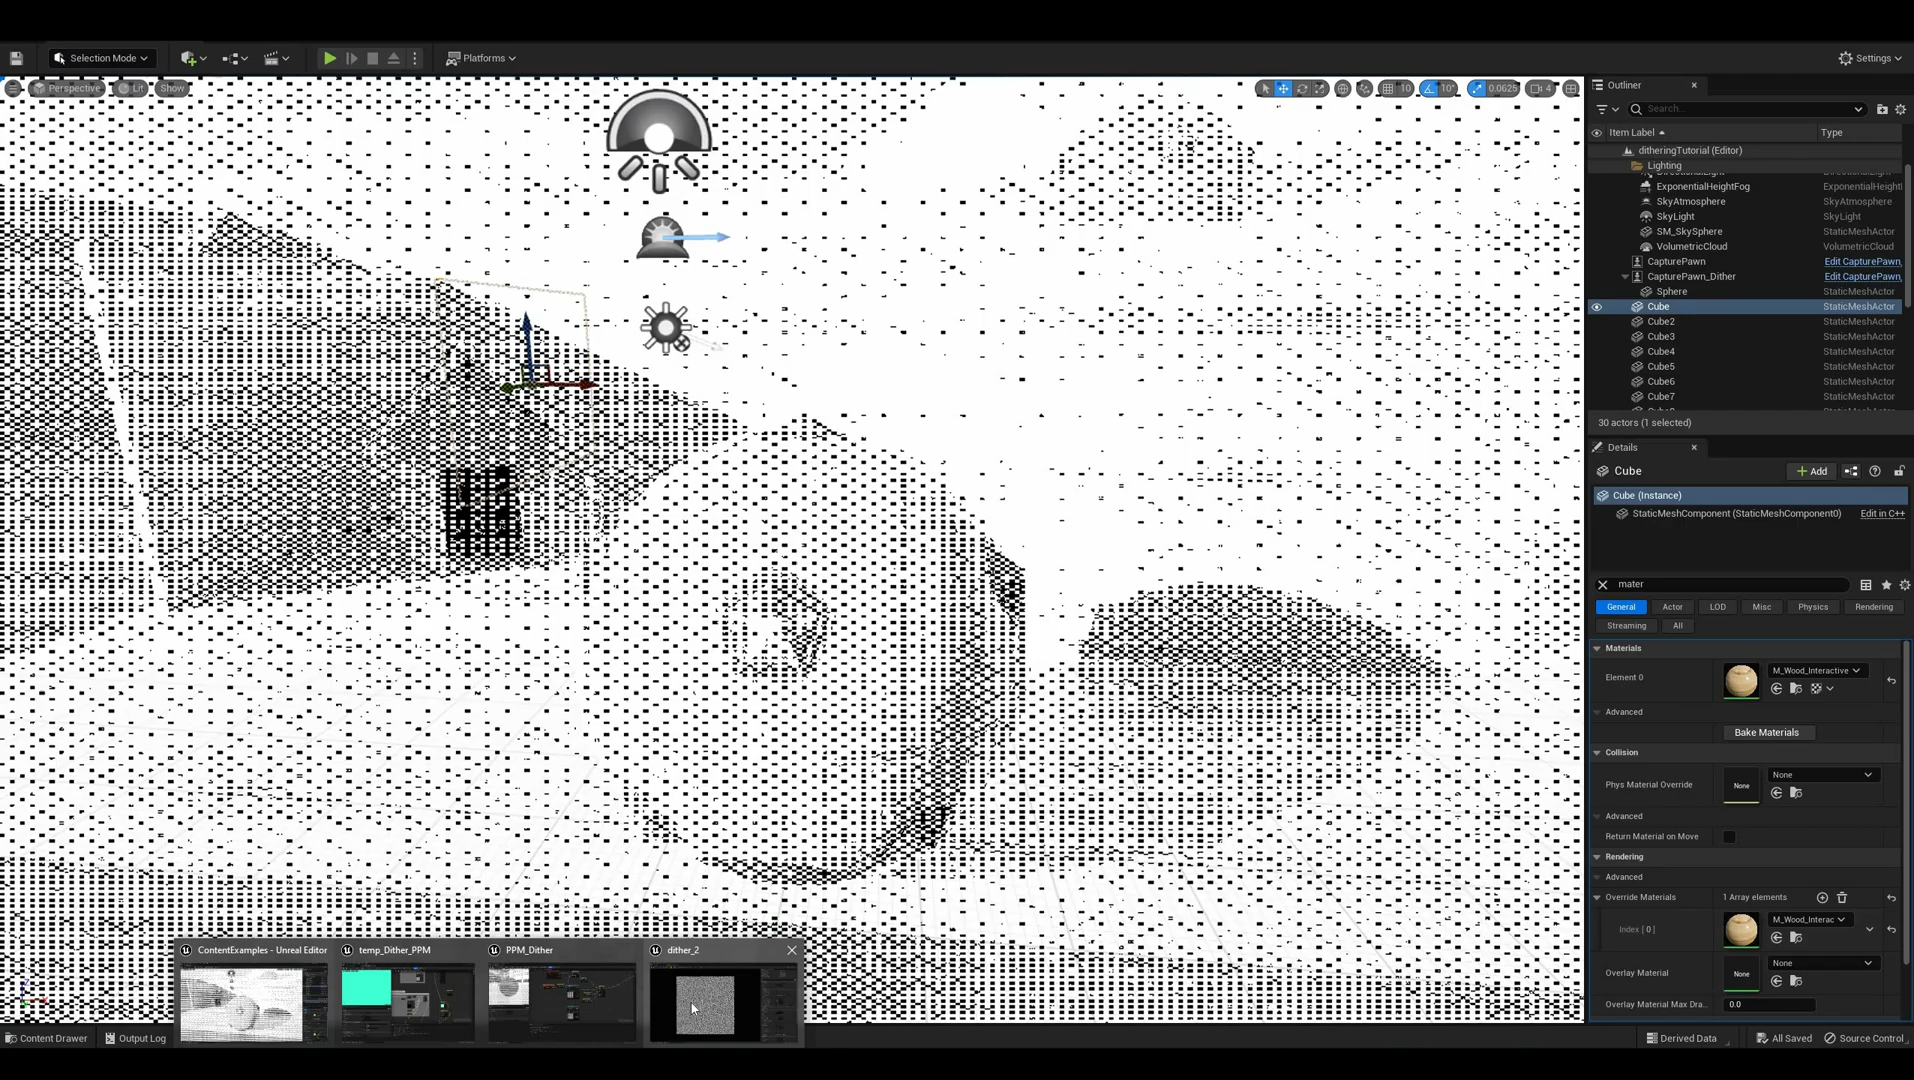 Selection Mode
Platforms
Settings
Perspective
Lit
Show
10
10°
0.0625
4
Outliner
Search...
Item Label
Type
ditheringTutorial (Editor)
Lighting
ExponentialHeightFog
ExponentialHeightl
SkyAtmosphere
SkyAtmosphere
SkyLight
SkyLight
SM_SkySphere
StaticMeshActor
VolumetricCloud
VolumetricCloud
CapturePawn
Edit CapturePawn,
CapturePawn_Dither
Edit CapturePawn,
Sphere
StaticMeshActor
Cube
StaticMeshActor
Cube2
StaticMeshActor
Cube3
StaticMeshActor
Cube4
StaticMeshActor
Cube5
StaticMeshActor
Cube6
StaticMeshActor
Cube7
StaticMeshActor
30 actors (1 selected)
Details
Cube
Add
Cube (Instance)
StaticMeshComponent (StaticMeshComponent0)
Edit in C++
mater
General
Actor
LOD
Misc
Physics
Rendering
Streaming
All
Materials
Element 0
M_Wood_Interactive
Advanced
Bake Materials
Collision
Phys Material Override
None
None
Advanced
Return Material on Move
Rendering
Advanced
Override Materials
1 Array elements
Index [ 0 ]
M_Wood_Interac
Overlay Material
None
None
Overlay Material Max Dra...
0.0
ContentExamples - Unreal Editor
temp_Dither_PPM
PPM_Dither
dither_2
Content Drawer
Output Log
Derived Data
All Saved
Source Control